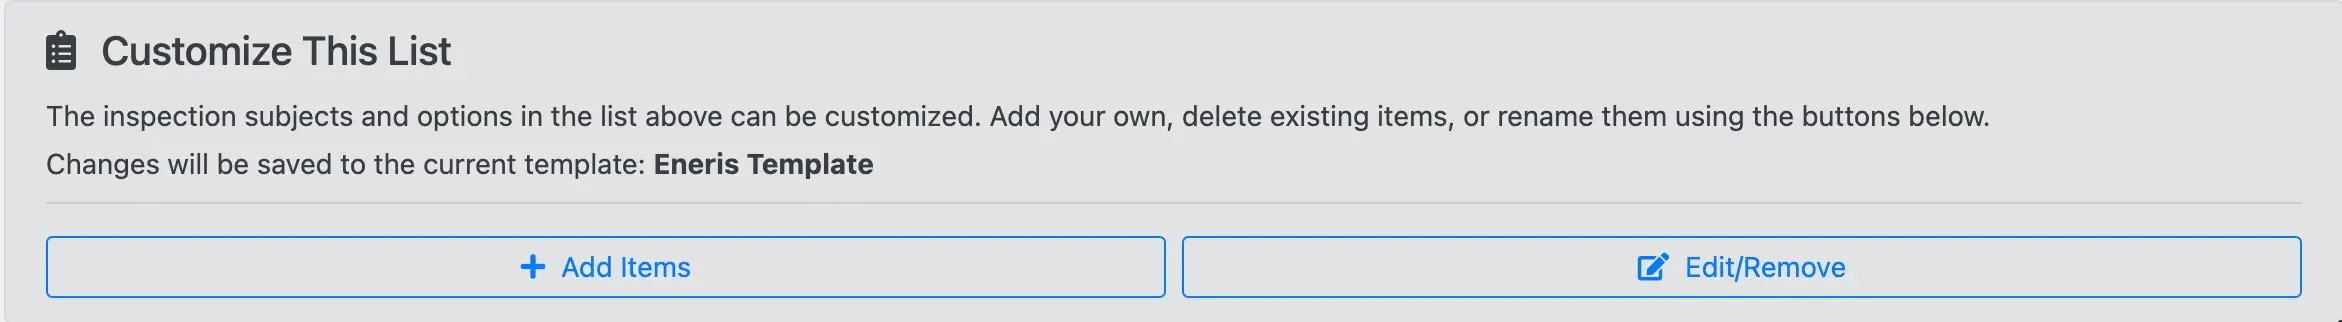 Customize This List
The inspection subjects and options in the list above can be customized. Add your own, delete existing items, or rename them using the buttons below.
Changes will be saved to the current template: Eneris Template
Add Items
Edit/Remove